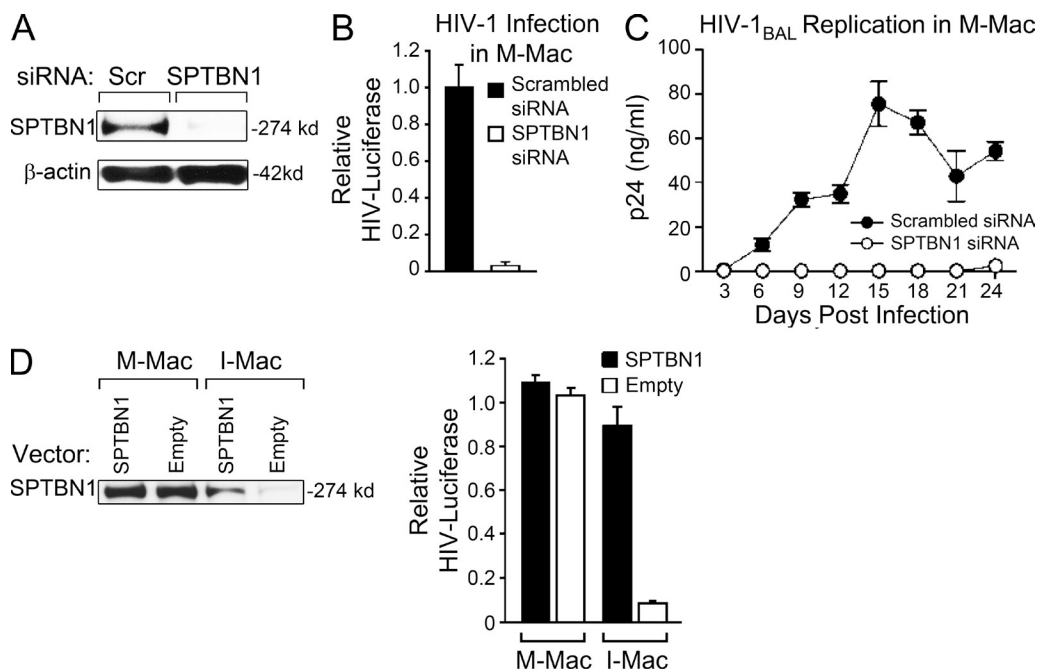 A
siRNA: Scr SPTBN1
SPTBN1
-274 kd
β-actin
-42kd
B
HIV-1 Infection
in M-Mac
Relative
HIV-Luciferase
1.2
1.0
0.8
0.6
0.4
0.2
0.0
Scrambled
siRNA
SPTBN1
siRNA
C
HIV-1BAL Replication in M-Mac
p24 (ng/ml)
100
80
60
40
20
0
Scrambled siRNA
SPTBN1 siRNA
3 6 9 12 15 18 21 24
Days Post Infection
D
M-Mac I-Mac
Vector:
SPTBN1
Empty
SPTBN1
Empty
SPTBN1
-274 kd
Relative
HIV-Luciferase
1.2
1.0
0.8
0.6
0.4
0.2
0
SPTBN1
Empty
M-Mac I-Mac